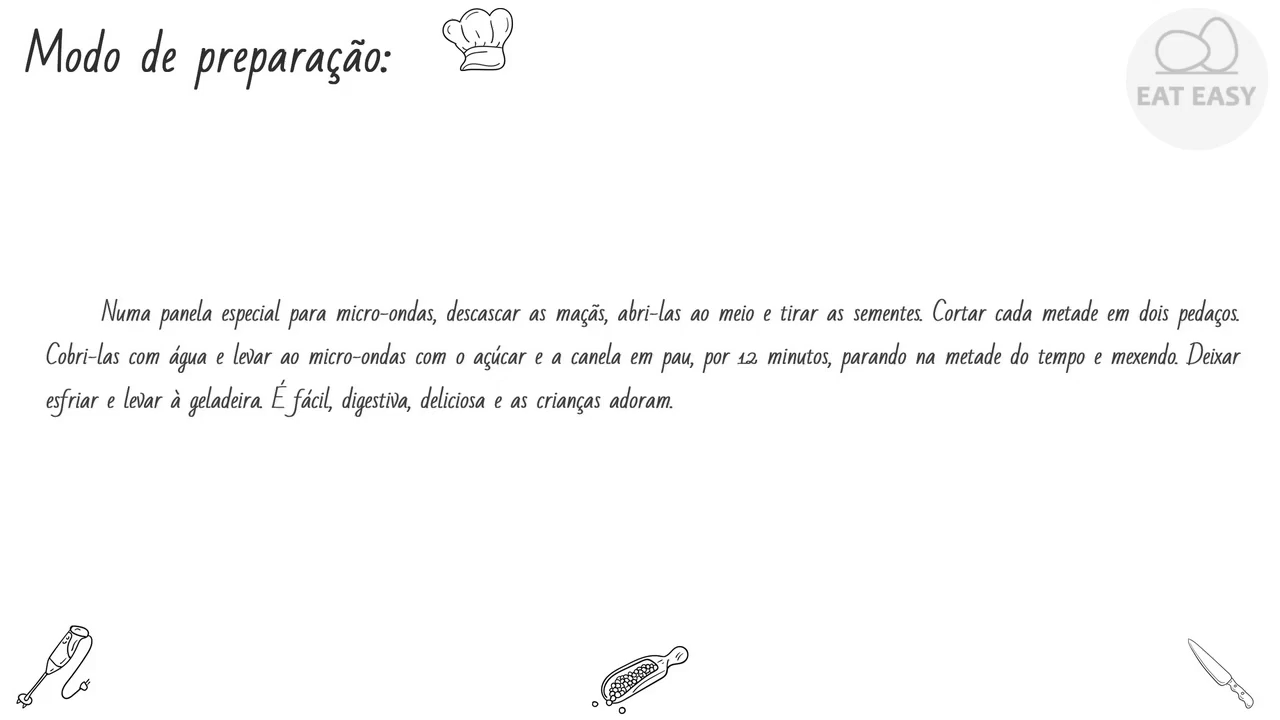 Modo de preparação:
EAT EASY
Numa panela especial para micro-ondas, descascar as maçãs, abri-las ao meio e tirar as sementes. Cortar cada metade em dois pedaços.
Cobri-las com água e levar ao micro-ondas com o açúcar e a canela em pau, por 12 minutos, parando na metade do tempo e mexendo. Deixar
esfriar e levar à geladeira. É fácil, digestiva, deliciosa e as crianças adoram.